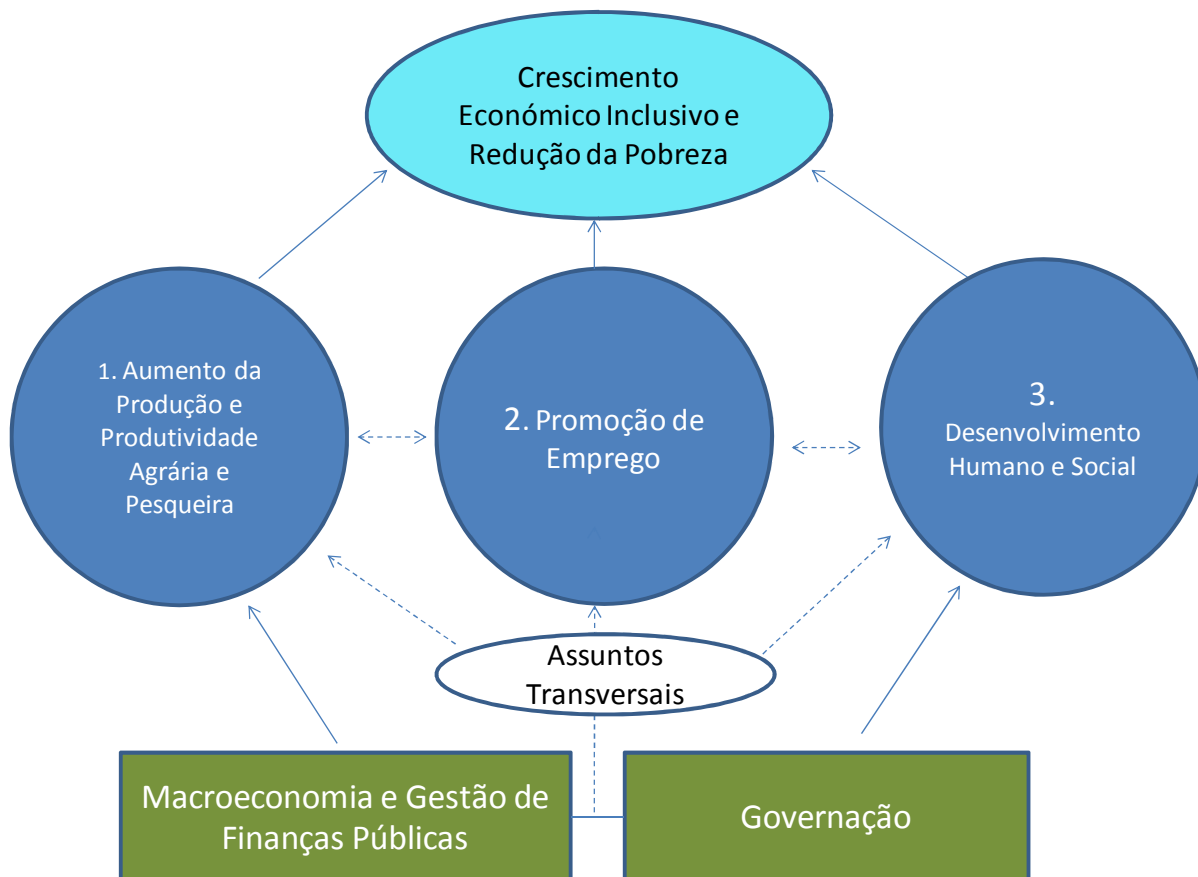 Crescimento
Económico Inclusivo e
Redução da Pobreza
1. Aumento da
Produção e
Produtividade
Agrária e
Pesqueira
2. Promoção de
Emprego
3.
Desenvolvimento
Humano e Social
Assuntos
Transversais
Macroeconomia e Gestão de
Finanças Públicas
Governação